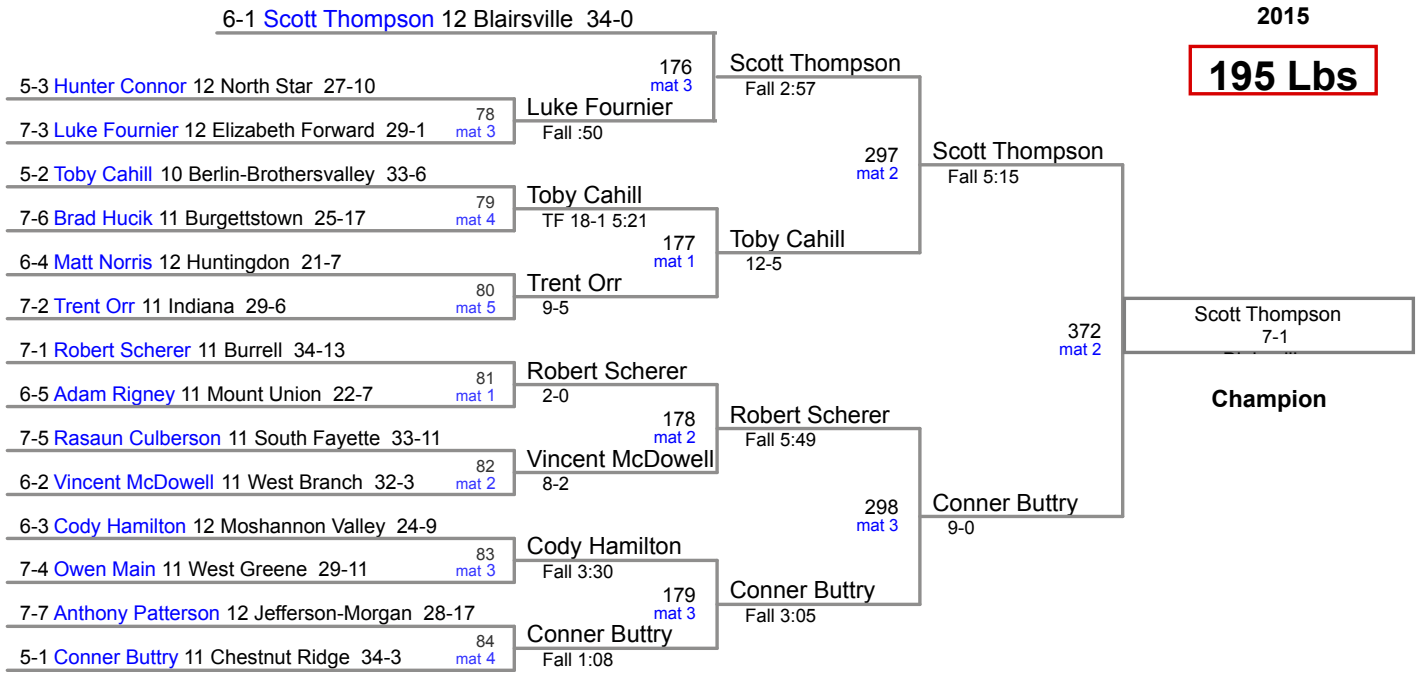 6-1 Scott Thompson 12 Blairsville 34-0
2015
195 Lbs
5-3 Hunter Connor 12 North Star 27-10
7-3 Luke Fournier 12 Elizabeth Forward 29-1
78
mat 3
5-2 Toby Cahill 10 Berlin-Brothersvalley 33-6
7-6 Brad Hucik 11 Burgettstown 25-17
79
mat 4
6-4 Matt Norris 12 Huntingdon 21-7
7-2 Trent Orr 11 Indiana 29-6
80
mat 5
7-1 Robert Scherer 11 Burrell 34-13
6-5 Adam Rigney 11 Mount Union 22-7
81
mat 1
7-5 Rasaun Culberson 11 South Fayette 33-11
6-2 Vincent McDowell 11 West Branch 32-3
82
mat 2
6-3 Cody Hamilton 12 Moshannon Valley 24-9
7-4 Owen Main 11 West Greene 29-11
83
mat 3
7-7 Anthony Patterson 12 Jefferson-Morgan 28-17
5-1 Conner Buttry 11 Chestnut Ridge 34-3
84
mat 4
176
mat 3
Luke Fournier
Fall :50
Toby Cahill
TF 18-1 5:21
177
mat 1
Trent Orr
9-5
Robert Scherer
2-0
178
mat 2
Vincent McDowell
8-2
Cody Hamilton
Fall 3:30
179
mat 3
Conner Buttry
Fall 1:08
Scott Thompson
Fall 2:57
297
mat 2
Toby Cahill
12-5
Robert Scherer
Fall 5:49
298
mat 3
Conner Buttry
Fall 3:05
Scott Thompson
Fall 5:15
372
mat 2
Conner Buttry
9-0
Scott Thompson
7-1
Champion